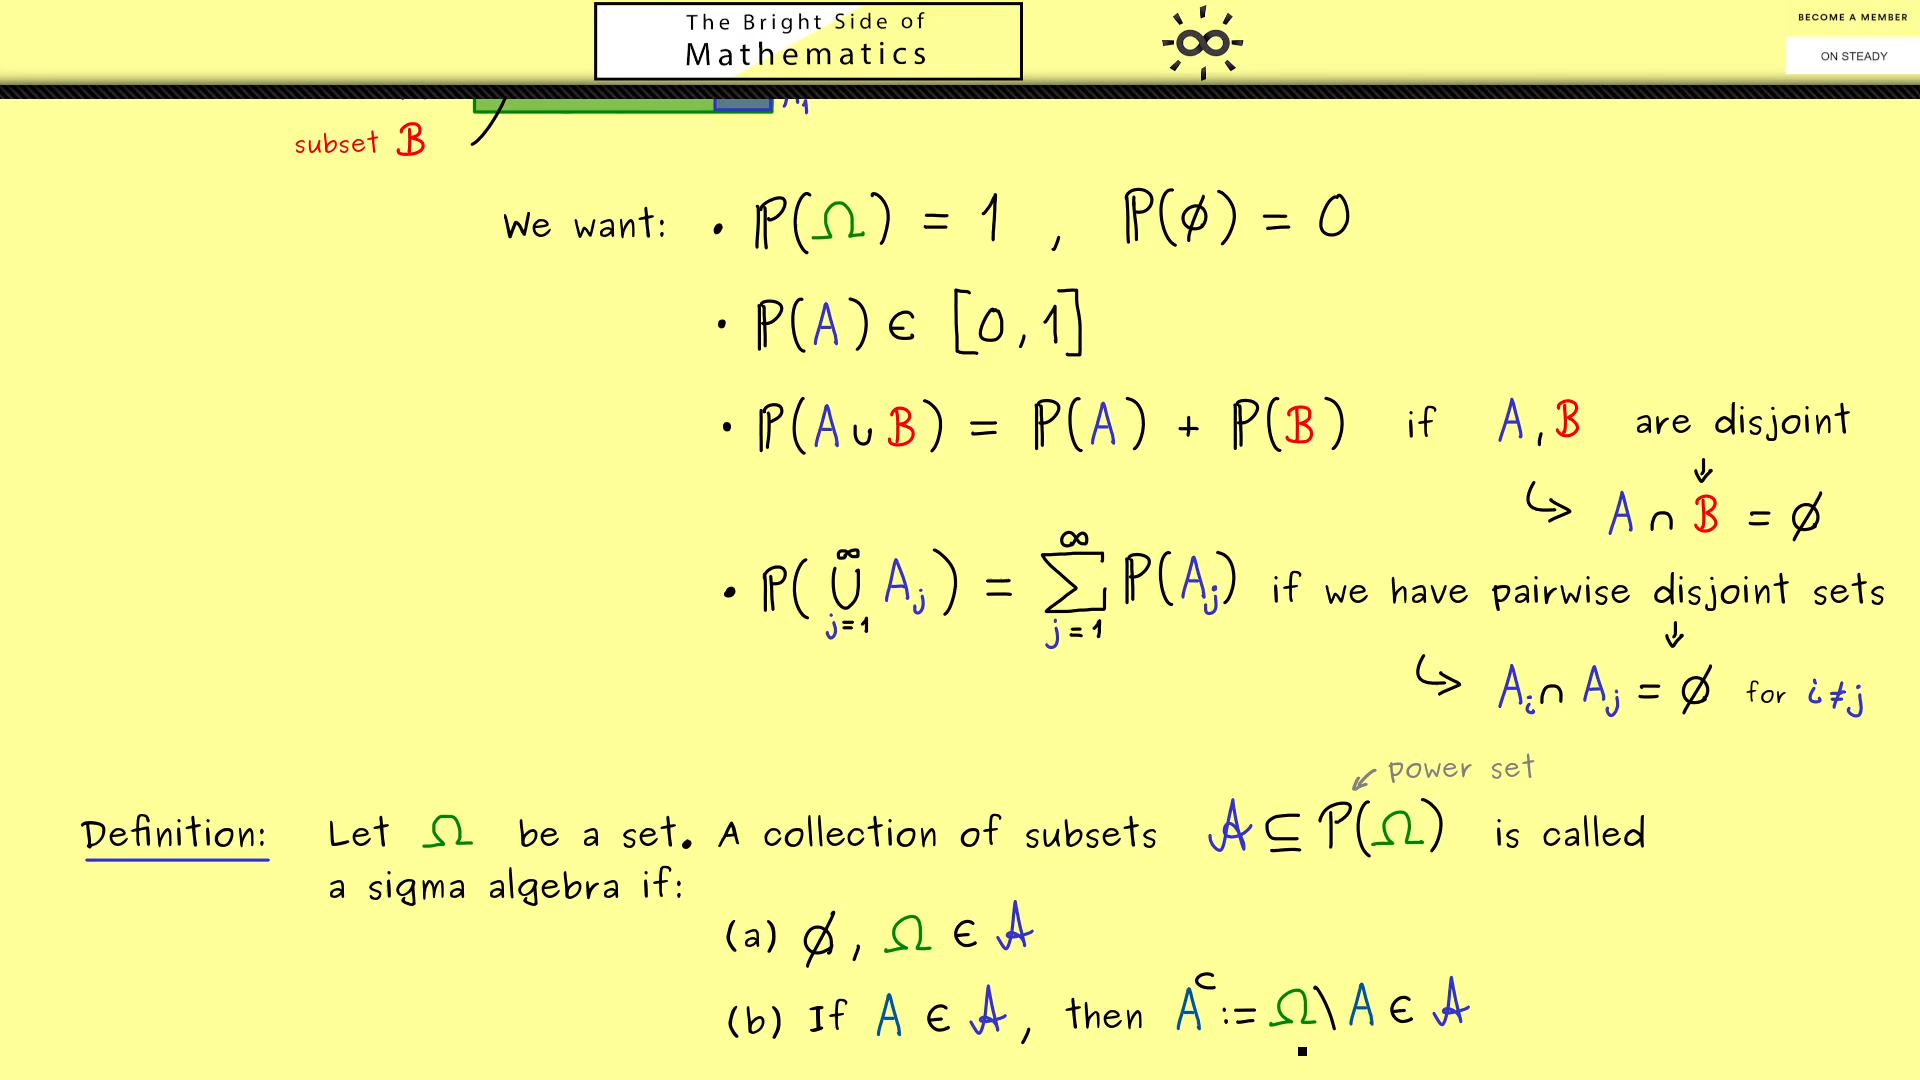 The Bright Side of
Mathematics
BECOME A MEMBER
ON STEADY
A₁
subset B
We want: • ℙ(Ω) = 1 , ℙ(∅) = 0
• ℙ(A) ∈ [0,1]
• ℙ(A ∪ B) = ℙ(A) + ℙ(B) if A, B are disjoint
↪ A ∩ B = ∅
• ℙ(⋃_{j=1}^{∞} A_j) = ∑_{j=1}^{∞} ℙ(A_j) if we have pairwise disjoint sets
↪ A_i ∩ A_j = ∅ for i ≠ j
power set
Definition: Let Ω be a set. A collection of subsets 𝒜 ⊆ P(Ω) is called
a sigma algebra if:
(a) ∅, Ω ∈ 𝒜
(b) If A ∈ 𝒜, then A^c := Ω\A ∈ 𝒜